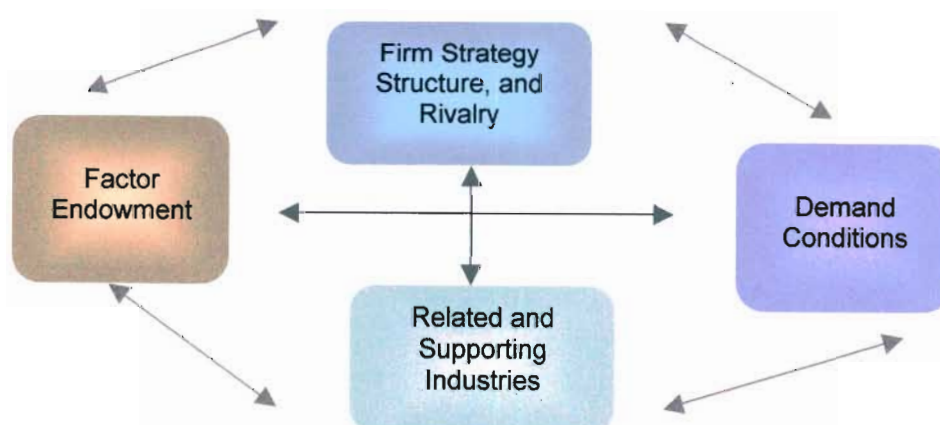 Firm Strategy
Structure, and
Rivalry
Factor
Endowment
Demand
Conditions
Related and
Supporting
Industries